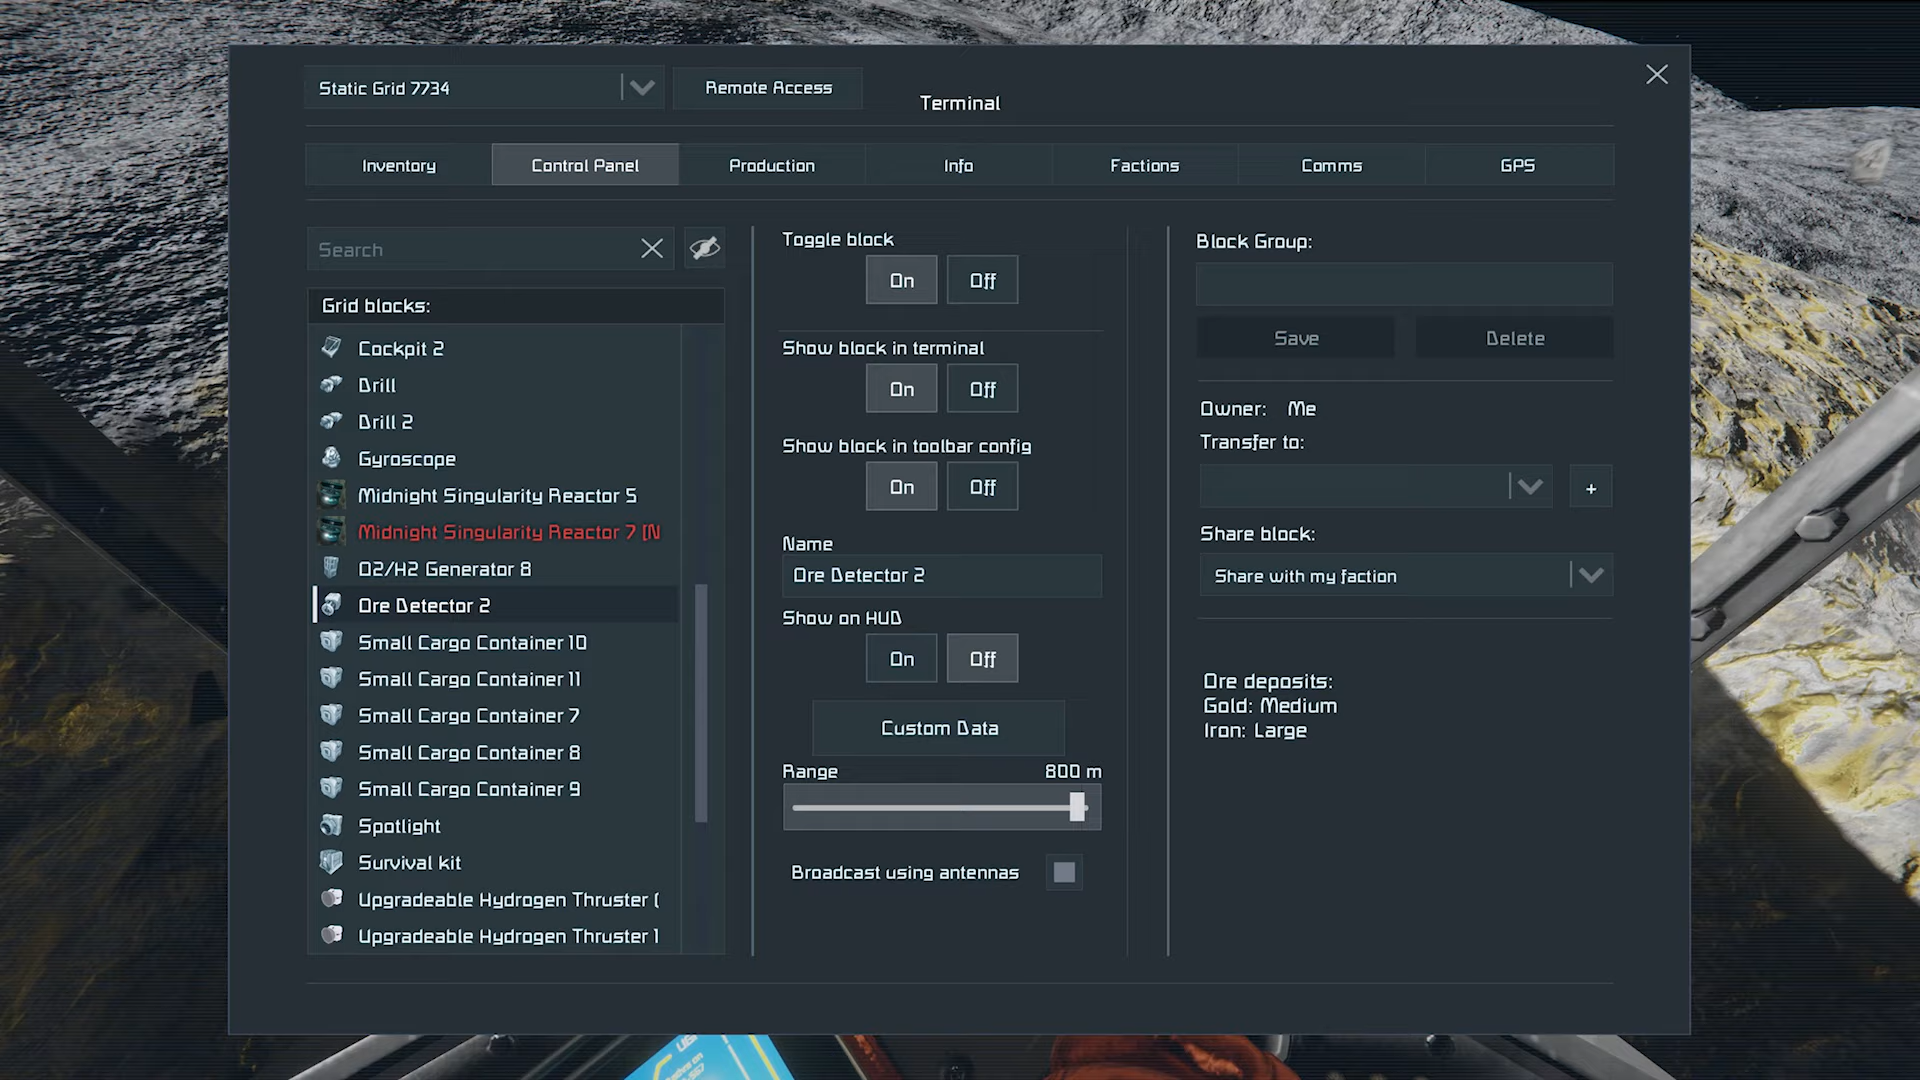 Static Grid 7734
Remote Access
Terminal
Inventory
Control Panel
Production
Info
Factions
Comms
GPS
Search
Grid blocks:
Cockpit 2
Drill
Drill 2
Gyroscope
Midnight Singularity Reactor 5
Midnight Singularity Reactor 7 [N
O2/H2 Generator 8
Ore Detector 2
Small Cargo Container 10
Small Cargo Container 11
Small Cargo Container 7
Small Cargo Container 8
Small Cargo Container 9
Spotlight
Survival kit
Upgradeable Hydrogen Thruster (
Upgradeable Hydrogen Thruster 1
Toggle block
On Off
Show block in terminal
On Off
Show block in toolbar config
On Off
Name
Ore Detector 2
Show on HUD
On Off
Custom Data
Range 800 m
Broadcast using antennas
Block Group:
Save Delete
Owner: Me
Transfer to:
+
Share block:
Share with my faction
Ore deposits:
Gold: Medium
Iron: Large